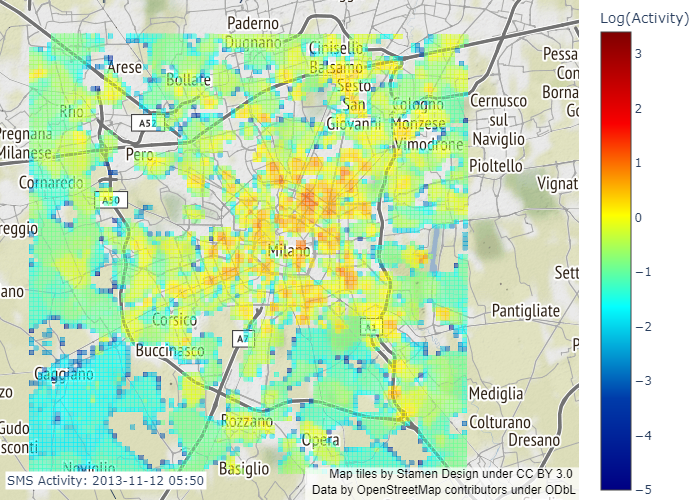 Log(Activity)
3
2
1
0
−1
−2
−3
−4
−5
Paderno
Dugnano
Cinisello
Balsamo
Sesto
San
Giovanni
Arese
Bollate
Rho
A52
Pero
Pregnana
Milanese
Cornaredo
A50
reggio
Cologno
Monzese
Vimodrone
Cernusco
sul
Naviglio
Pioltello
Pessa
Con
Borna
Go
Vignat
Milano
Sett
ano
Corsico
A7
A1
Pantigliate
Buccinasco
Gaggiano
P
zo
Gudo
sconti
Rozzano
Opera
Mediglia
Colturano
Dresano
Noviglio
Basiglio
SMS Activity: 2013-11-12 05:50
Map tiles by Stamen Design under CC BY 3.0
Data by OpenStreetMap contributors under ODbL